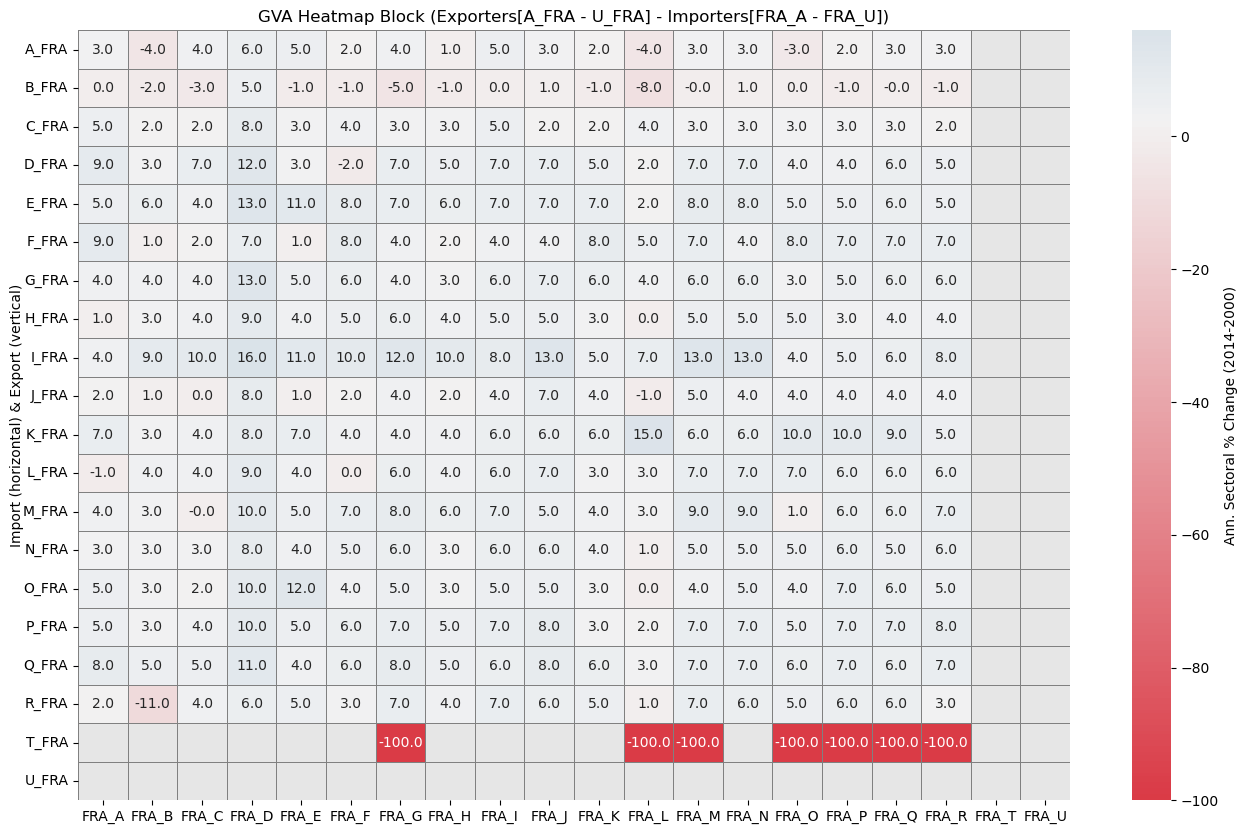 GVA Heatmap Block (Exporters[A_FRA - U_FRA] - Importers[FRA_A - FRA_U])
A_FRA 3.0 -4.0 4.0 6.0 5.0 2.0 4.0 1.0 5.0 3.0 2.0 -4.0 3.0 3.0 -3.0 2.0 3.0 3.0
B_FRA 0.0 -2.0 -3.0 5.0 -1.0 -1.0 -5.0 -1.0 0.0 1.0 -1.0 -8.0 -0.0 1.0 0.0 -1.0 -0.0 -1.0
C_FRA 5.0 2.0 2.0 8.0 3.0 4.0 3.0 3.0 5.0 2.0 2.0 4.0 3.0 3.0 3.0 3.0 3.0 2.0
D_FRA 9.0 3.0 7.0 12.0 3.0 -2.0 7.0 5.0 7.0 7.0 5.0 2.0 7.0 7.0 4.0 4.0 6.0 5.0
E_FRA 5.0 6.0 4.0 13.0 11.0 8.0 7.0 6.0 7.0 7.0 7.0 2.0 8.0 8.0 5.0 5.0 6.0 5.0
F_FRA 9.0 1.0 2.0 7.0 1.0 8.0 4.0 2.0 4.0 4.0 8.0 5.0 7.0 4.0 8.0 7.0 7.0 7.0
G_FRA 4.0 4.0 4.0 13.0 5.0 6.0 4.0 3.0 6.0 7.0 6.0 4.0 6.0 6.0 3.0 5.0 6.0 6.0
H_FRA 1.0 3.0 4.0 9.0 4.0 5.0 6.0 4.0 5.0 5.0 3.0 0.0 5.0 5.0 5.0 3.0 4.0 4.0
I_FRA 4.0 9.0 10.0 16.0 11.0 10.0 12.0 10.0 8.0 13.0 5.0 7.0 13.0 13.0 4.0 5.0 6.0 8.0
J_FRA 2.0 1.0 0.0 8.0 1.0 2.0 4.0 2.0 4.0 7.0 4.0 -1.0 5.0 4.0 4.0 4.0 4.0 4.0
K_FRA 7.0 3.0 4.0 8.0 7.0 4.0 4.0 4.0 6.0 6.0 6.0 15.0 6.0 6.0 10.0 10.0 9.0 5.0
L_FRA -1.0 4.0 4.0 9.0 4.0 0.0 6.0 4.0 6.0 7.0 3.0 3.0 7.0 7.0 7.0 6.0 6.0 6.0
M_FRA 4.0 3.0 -0.0 10.0 5.0 7.0 8.0 6.0 7.0 5.0 4.0 3.0 9.0 9.0 1.0 6.0 6.0 7.0
N_FRA 3.0 3.0 3.0 8.0 4.0 5.0 6.0 3.0 6.0 6.0 4.0 1.0 5.0 5.0 5.0 6.0 5.0 6.0
O_FRA 5.0 3.0 2.0 10.0 12.0 4.0 5.0 3.0 5.0 5.0 3.0 0.0 4.0 5.0 4.0 7.0 6.0 5.0
P_FRA 5.0 3.0 4.0 10.0 5.0 6.0 7.0 5.0 7.0 8.0 3.0 2.0 7.0 7.0 5.0 7.0 7.0 8.0
Q_FRA 8.0 5.0 5.0 11.0 4.0 6.0 8.0 5.0 6.0 8.0 6.0 3.0 7.0 7.0 6.0 7.0 6.0 7.0
R_FRA 2.0 -11.0 4.0 6.0 5.0 3.0 7.0 4.0 7.0 6.0 5.0 1.0 7.0 6.0 5.0 6.0 6.0 3.0
T_FRA -100.0 -100.0 -100.0 -100.0 -100.0 -100.0 -100.0
U_FRA
FRA_A FRA_B FRA_C FRA_D FRA_E FRA_F FRA_G FRA_H FRA_I FRA_J FRA_K FRA_L FRA_M FRA_N FRA_O FRA_P FRA_Q FRA_R FRA_T FRA_U
Import (horizontal) & Export (vertical)
0
−20
−40
−60
−80
−100
Ann. Sectoral % Change (2014-2000)